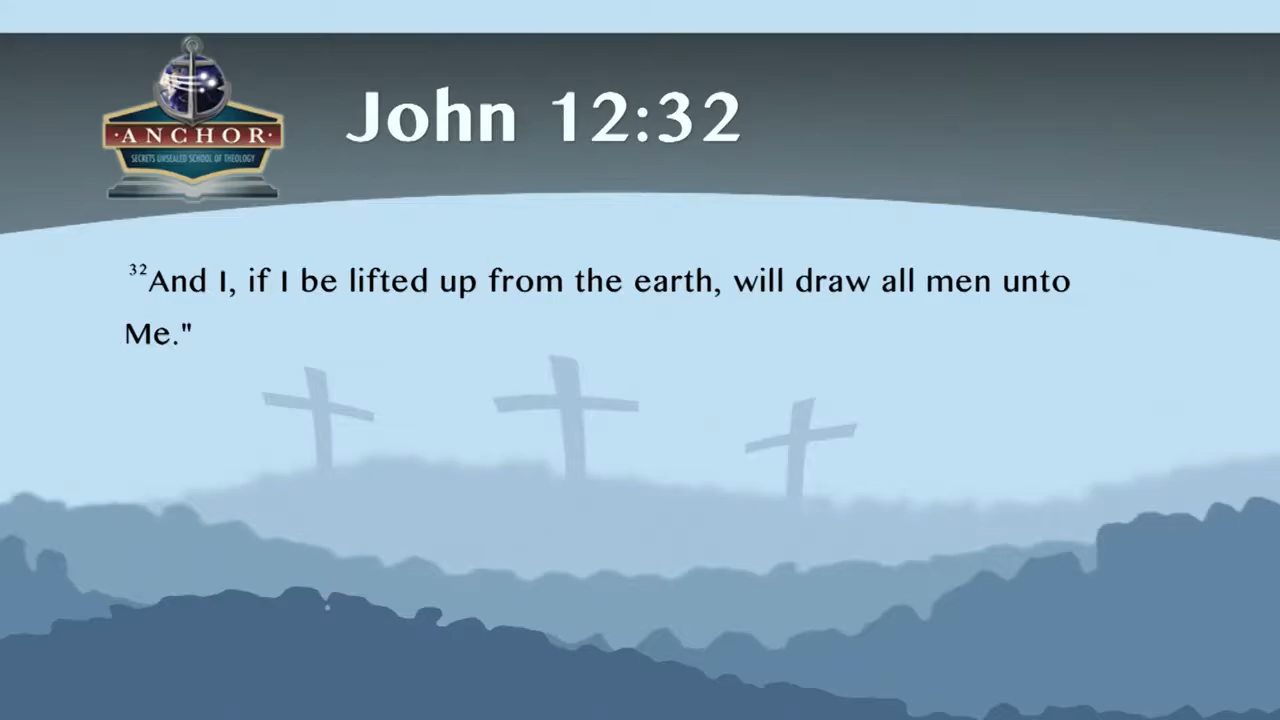 ·ANCHOR·
SECRETS UNSEALED SCHOOL OF THEOLOGY
John 12:32
32And I, if I be lifted up from the earth, will draw all men unto
Me."